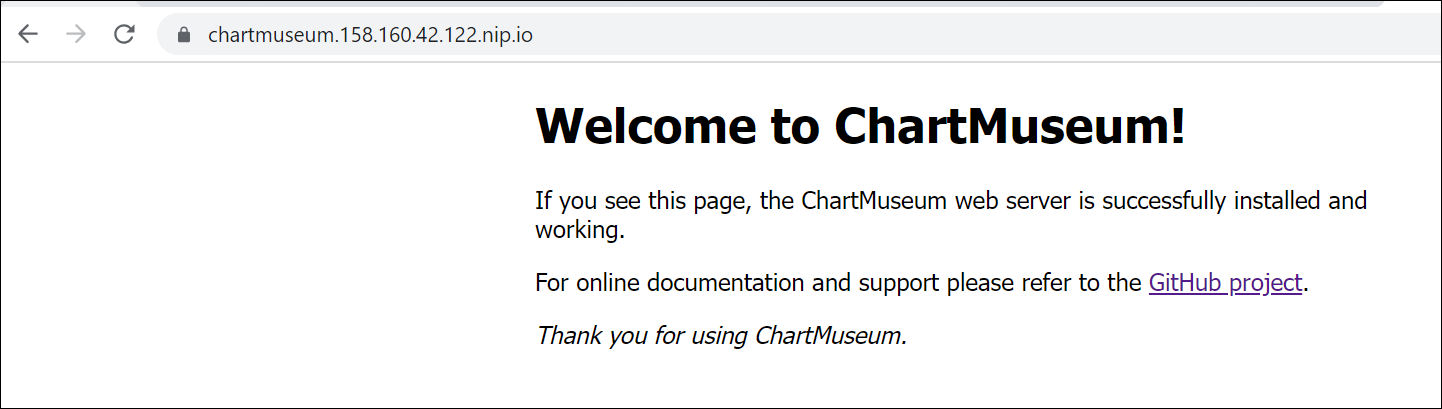 chartmuseum.158.160.42.122.nip.io
Welcome to ChartMuseum!
If you see this page, the ChartMuseum web server is successfully installed and
working.
For online documentation and support please refer to the GitHub project.
Thank you for using ChartMuseum.